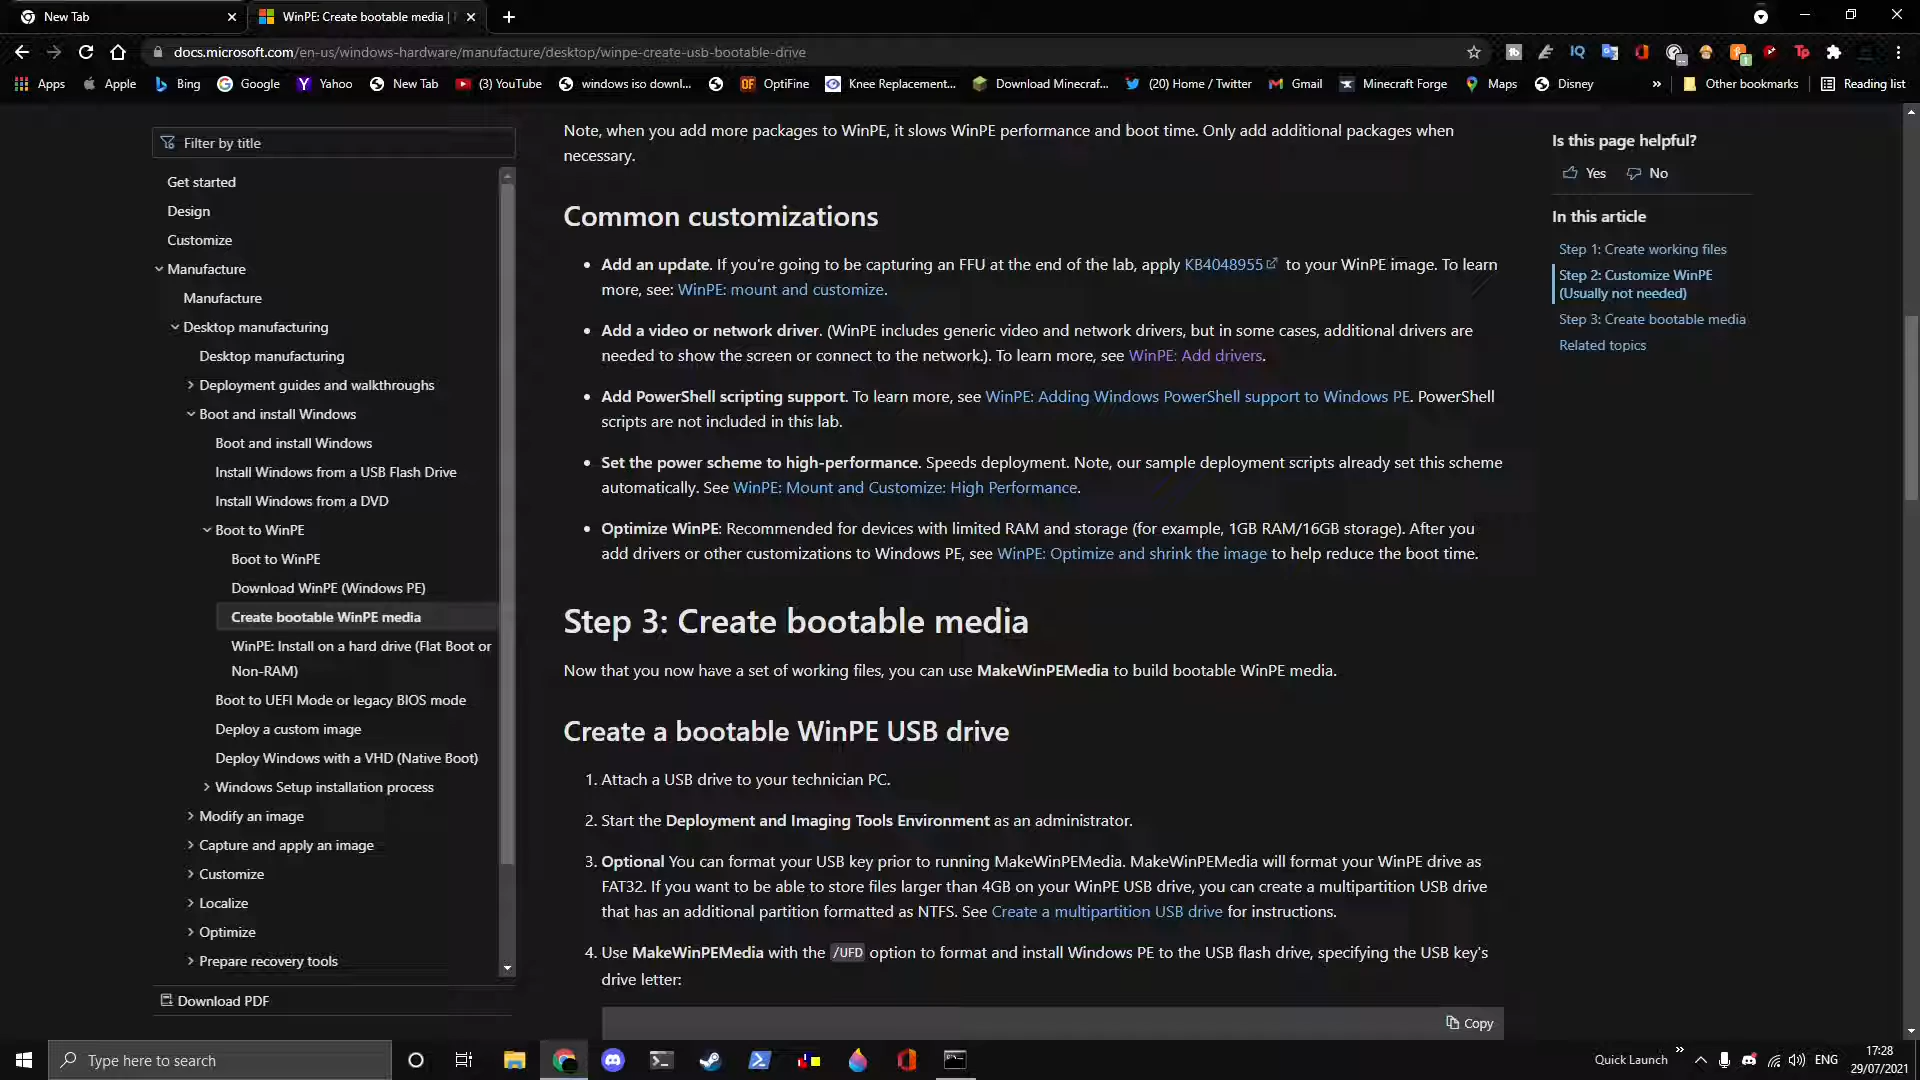 New Tab
WinPE: Create bootable media |
docs.microsoft.com/en-us/windows-hardware/manufacture/desktop/winpe-create-usb-bootable-drive
Apps
Apple
Bing
Google
Yahoo
New Tab
(3) YouTube
windows iso downl...
OptiFine
Knee Replacement...
Download Minecraf...
(20) Home / Twitter
Gmail
Minecraft Forge
Maps
Disney
»
Other bookmarks
Reading list
Filter by title
Get started
Design
Customize
Manufacture
Manufacture
Desktop manufacturing
Desktop manufacturing
Deployment guides and walkthroughs
Boot and install Windows
Boot and install Windows
Install Windows from a USB Flash Drive
Install Windows from a DVD
Boot to WinPE
Boot to WinPE
Download WinPE (Windows PE)
Create bootable WinPE media
WinPE: Install on a hard drive (Flat Boot or
Non-RAM)
Boot to UEFI Mode or legacy BIOS mode
Deploy a custom image
Deploy Windows with a VHD (Native Boot)
Windows Setup installation process
Modify an image
Capture and apply an image
Customize
Localize
Optimize
Prepare recovery tools
Download PDF
Note, when you add more packages to WinPE, it slows WinPE performance and boot time. Only add additional packages when
necessary.
Common customizations
• Add an update. If you're going to be capturing an FFU at the end of the lab, apply KB4048955 to your WinPE image. To learn
more, see: WinPE: mount and customize.
• Add a video or network driver. (WinPE includes generic video and network drivers, but in some cases, additional drivers are
needed to show the screen or connect to the network.). To learn more, see WinPE: Add drivers.
• Add PowerShell scripting support. To learn more, see WinPE: Adding Windows PowerShell support to Windows PE. PowerShell
scripts are not included in this lab.
• Set the power scheme to high-performance. Speeds deployment. Note, our sample deployment scripts already set this scheme
automatically. See WinPE: Mount and Customize: High Performance.
• Optimize WinPE: Recommended for devices with limited RAM and storage (for example, 1GB RAM/16GB storage). After you
add drivers or other customizations to Windows PE, see WinPE: Optimize and shrink the image to help reduce the boot time.
Step 3: Create bootable media
Now that you now have a set of working files, you can use MakeWinPEMedia to build bootable WinPE media.
Create a bootable WinPE USB drive
1. Attach a USB drive to your technician PC.
2. Start the Deployment and Imaging Tools Environment as an administrator.
3. Optional You can format your USB key prior to running MakeWinPEMedia. MakeWinPEMedia will format your WinPE drive as
FAT32. If you want to be able to store files larger than 4GB on your WinPE USB drive, you can create a multipartition USB drive
that has an additional partition formatted as NTFS. See Create a multipartition USB drive for instructions.
4. Use MakeWinPEMedia with the /UFD option to format and install Windows PE to the USB flash drive, specifying the USB key's
drive letter:
Copy
Is this page helpful?
Yes
No
In this article
Step 1: Create working files
Step 2: Customize WinPE
(Usually not needed)
Step 3: Create bootable media
Related topics
Type here to search
Quick Launch
»
ENG
17:28
29/07/2021